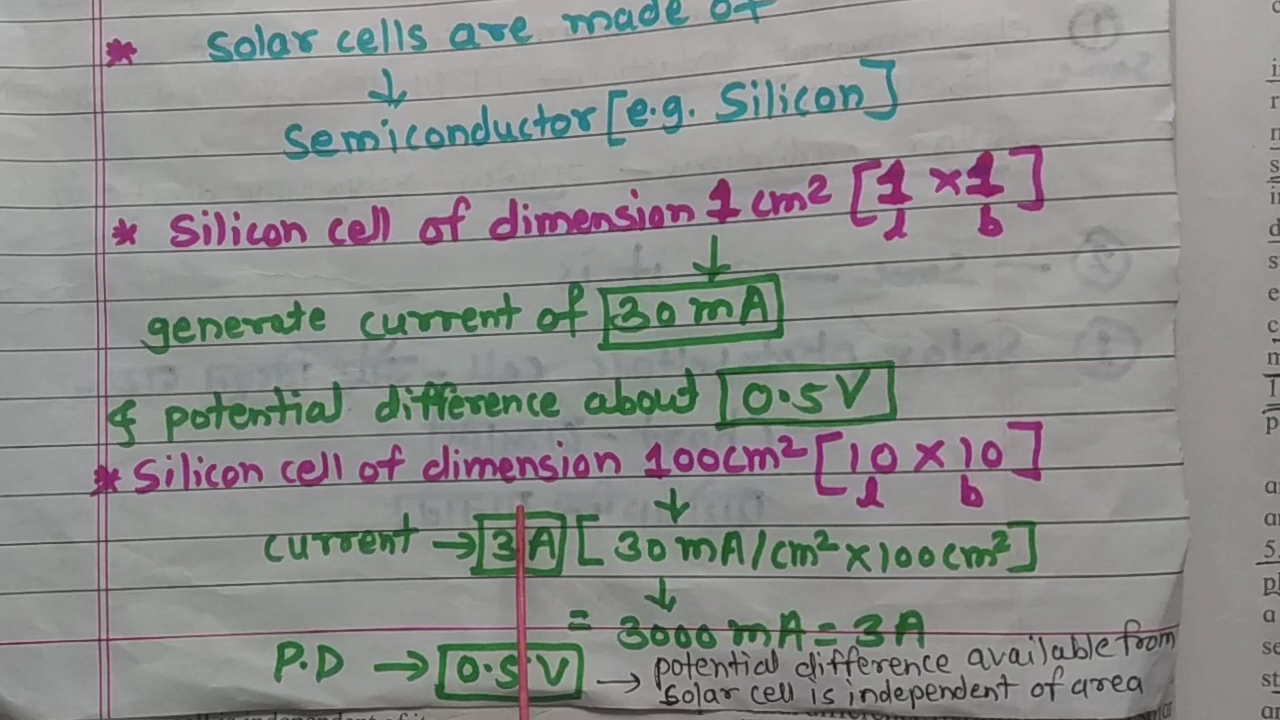 * Solar cells are made of
↓
Semiconductor [e.g. Silicon]
* Silicon cell of dimension 1 cm² [1 × 1]
l b
↓
generate current of 30 mA
& potential difference about 0.5 V
* Silicon cell of dimension 100cm² [10 × 10]
l b
↓
current → 3 A [30 mA/cm² × 100 cm²]
↓
= 3000 mA = 3 A
P.D → 0.5 V → potential difference available from
solar cell is independent of area